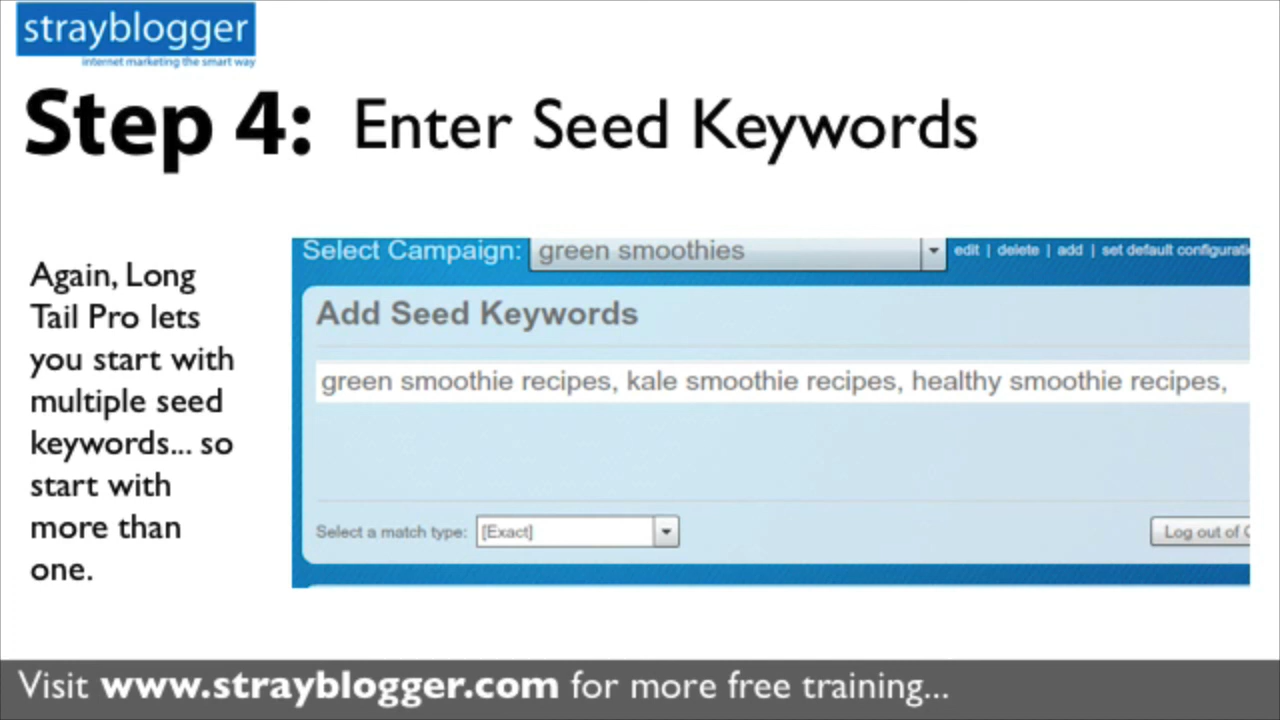 strayblogger
internet marketing the smart way
Step 4: Enter Seed Keywords
Again, Long
Tail Pro lets
you start with
multiple seed
keywords... so
start with
more than
one.
Select Campaign: green smoothies edit | delete | add | set default
Add Seed Keywords
green smoothie recipes, kale smoothie recipes, healthy smoothie recipes,
Select a match type: [Exact] Log out of
Visit www.strayblogger.com for more free training...